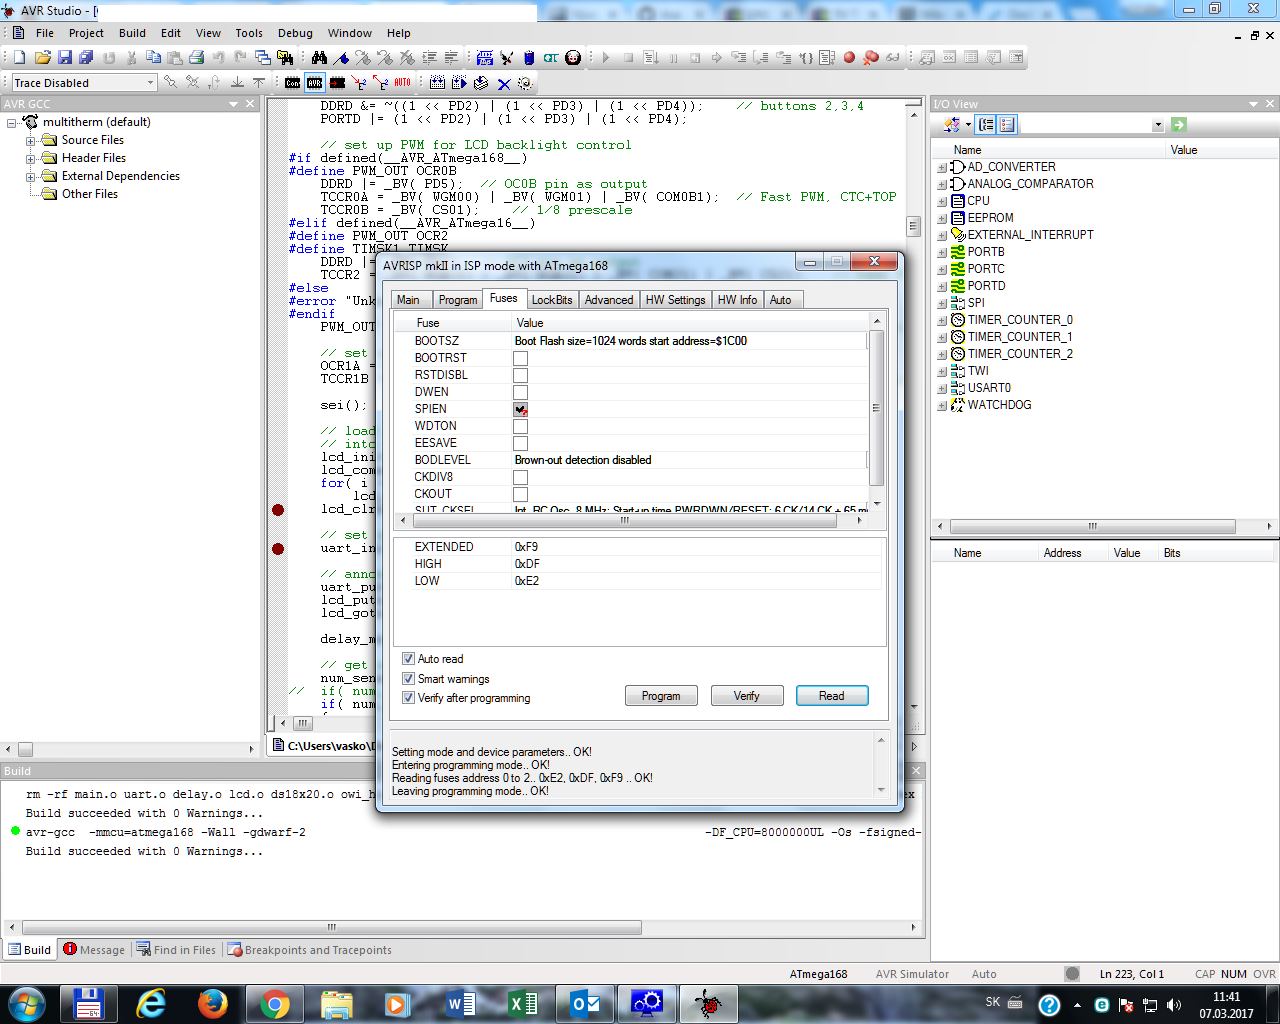 AVR Studio - [
File Project Build Edit View Tools Debug Window Help
Trace Disabled
AVR GCC
multitherm (default)
Source Files
Header Files
External Dependencies
Other Files
DDRD &= ~((1 << PD2) | (1 << PD3) | (1 << PD4)); // buttons 2,3,4
PORTD |= (1 << PD2) | (1 << PD3) | (1 << PD4);
// set up PWM for LCD backlight control
#if defined(__AVR_ATmega168__)
#define PWM_OUT OCR0B
DDRD |= _BV( PD5); // OC0B pin as output
TCCR0A = _BV( WGM00) | _BV( WGM01) | _BV( COM0B1); // Fast PWM, CTC+TOP
TCCR0B = _BV( CS01); // 1/8 prescale
#elif defined(__AVR_ATmega16__)
#define PWM_OUT OCR2
#define TIMSK1 TIMSK
DDRD |=
TCCR2 =
#else
#error "Unk
#endif
PWM_OUT
// set
OCR1A =
TCCR1B
sei();
// load
// into
lcd_ini
lcd_com
for( i
lcd
lcd_clr
// set
uart_in
// anno
uart_pu
lcd_put
lcd_got
delay_m
// get
num_sen
// if( num
if( num
C:\Users\vasko\D
AVRISP mkII in ISP mode with ATmega168
Main Program Fuses LockBits Advanced HW Settings HW Info Auto
Fuse Value
BOOTSZ Boot Flash size=1024 words start address=$1C00
BOOTRST
RSTDISBL
DWEN
SPIEN
WDTON
EESAVE
BODLEVEL Brown-out detection disabled
CKDIV8
CKOUT
SUT_CKSEL Int. RC Osc. 8 MHz; Start-up time PWRDWN/RESET: 6 CK/14 CK + 65 m
EXTENDED 0xF9
HIGH 0xDF
LOW 0xE2
Auto read
Smart warnings
Verify after programming
Program Verify Read
Setting mode and device parameters.. OK!
Entering programming mode.. OK!
Reading fuses address 0 to 2.. 0xE2, 0xDF, 0xF9 .. OK!
Leaving programming mode.. OK!
I/O View
Name Value
AD_CONVERTER
ANALOG_COMPARATOR
CPU
EEPROM
EXTERNAL_INTERRUPT
PORTB
PORTC
PORTD
SPI
TIMER_COUNTER_0
TIMER_COUNTER_1
TIMER_COUNTER_2
TWI
USART0
WATCHDOG
Name Address Value Bits
Build
rm -rf main.o uart.o delay.o lcd.o ds18x20.o owi_h ex
Build succeeded with 0 Warnings...
avr-gcc -mmcu=atmega168 -Wall -gdwarf-2 -DF_CPU=8000000UL -Os -fsigned-
Build succeeded with 0 Warnings...
Build Message Find in Files Breakpoints and Tracepoints
ATmega168 AVR Simulator Auto Ln 223, Col 1 CAP NUM OVR
SK 11:41
07.03.2017